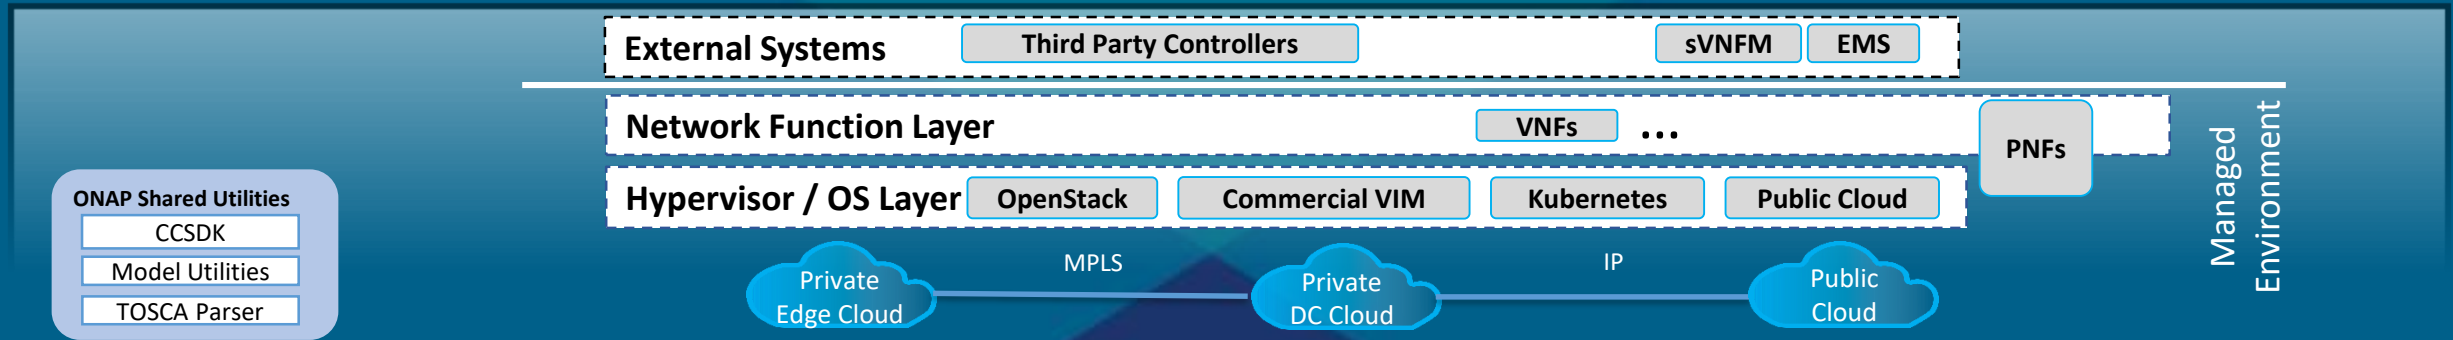 External Systems
Third Party Controllers
sVNFM
EMS
Network Function Layer
VNFs
...
PNFs
Managed
Environment
Hypervisor / OS Layer
OpenStack
Commercial VIM
Kubernetes
Public Cloud
ONAP Shared Utilities
CCSDK
Model Utilities
TOSCA Parser
Private
Edge Cloud
MPLS
Private
DC Cloud
IP
Public
Cloud